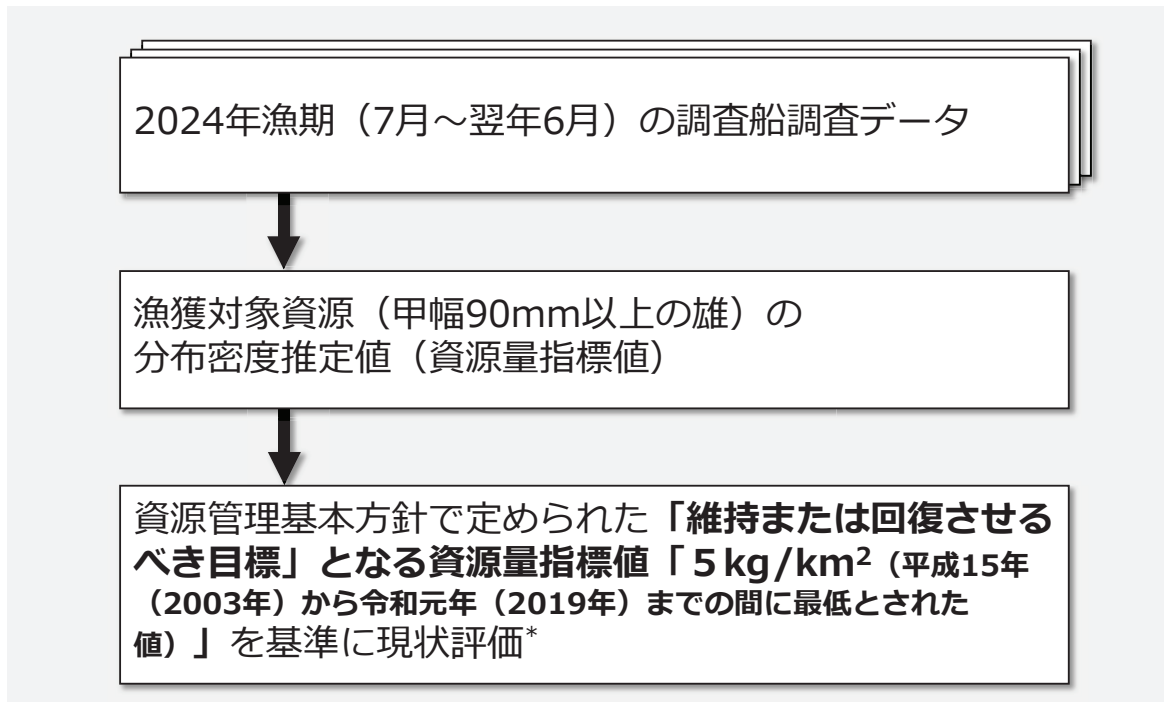 2024年漁期（7月～翌年6月）の調査船調査データ
漁獲対象資源（甲幅90mm以上の雄）の
分布密度推定値（資源量指標値）
資源管理基本方針で定められた「維持または回復させる
べき目標」となる資源量指標値「５kg/km²（平成15年
（2003年）から令和元年（2019年）までの間に最低とされた
値）」を基準に現状評価*